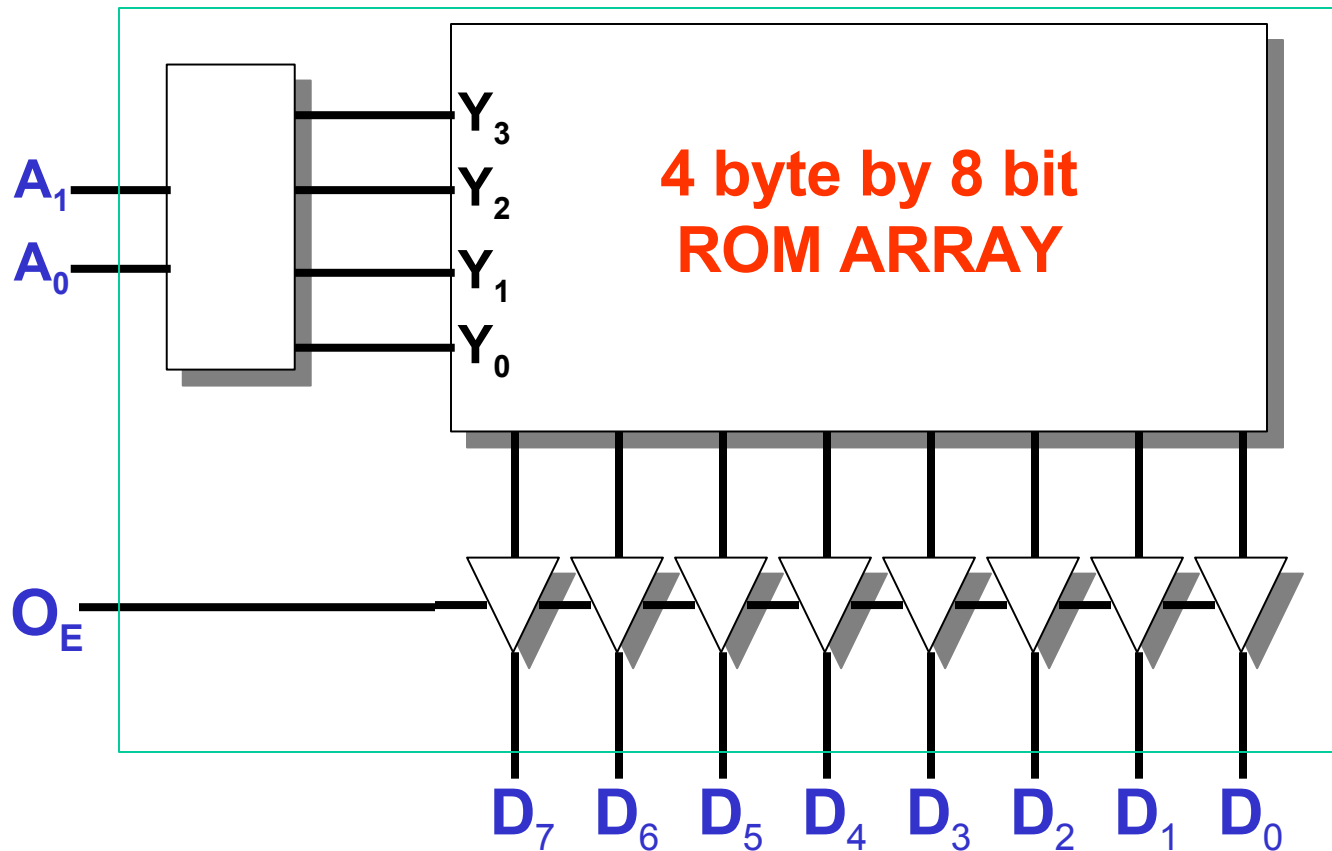 Y₃
4 byte by 8 bit
A₁
Y₂
ROM ARRAY
A₀
Y₁
Y₀
O_E
D₇ D₆ D₅ D₄ D₃ D₂ D₁ D₀